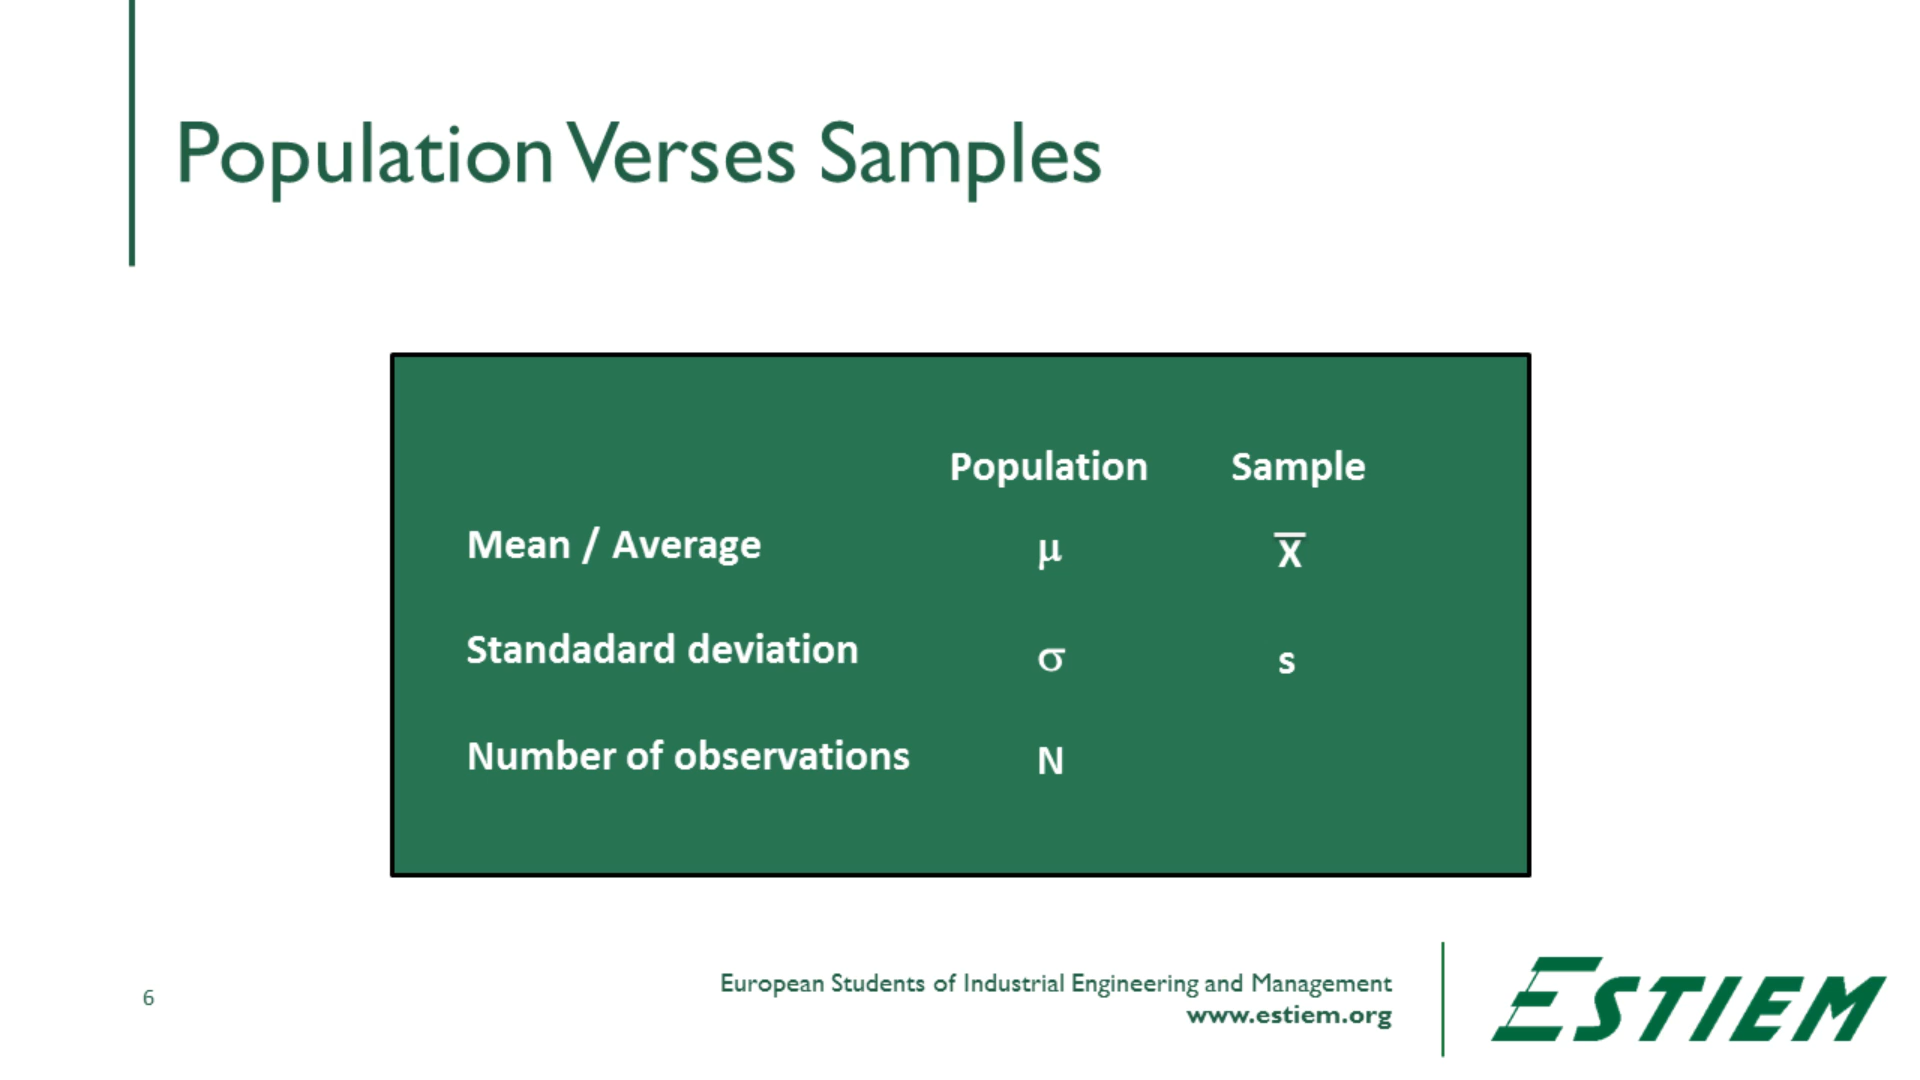 Population Verses Samples
Population Sample
Mean / Average μ x̅
Standadard deviation σ s
Number of observations N
6
European Students of Industrial Engineering and Management
www.estiem.org
ESTIEM